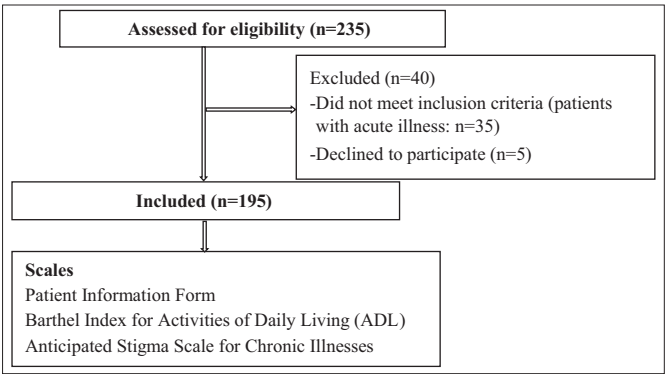 Assessed for eligibility (n=235)
Excluded (n=40)
-Did not meet inclusion criteria (patients
with acute illness: n=35)
-Declined to participate (n=5)
Included (n=195)
Scales
Patient Information Form
Barthel Index for Activities of Daily Living (ADL)
Anticipated Stigma Scale for Chronic Illnesses